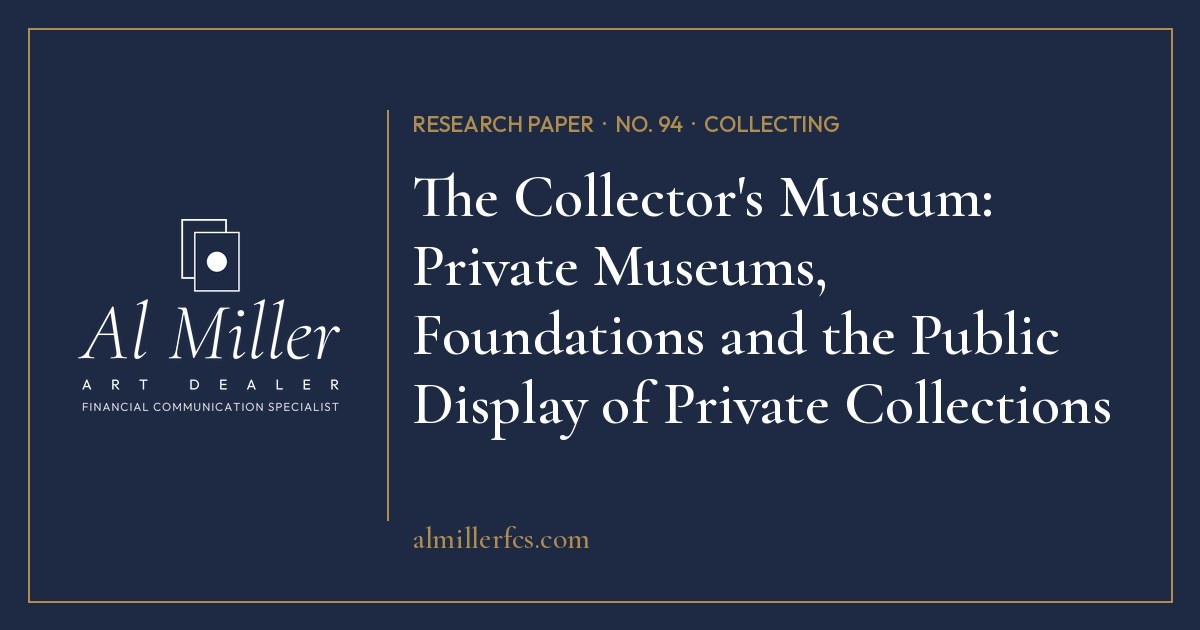 Al Miller
ART DEALER
FINANCIAL COMMUNICATION SPECIALIST
RESEARCH PAPER · NO. 94 · COLLECTING
The Collector's Museum:
Private Museums,
Foundations and the Public
Display of Private Collections
almillerfcs.com